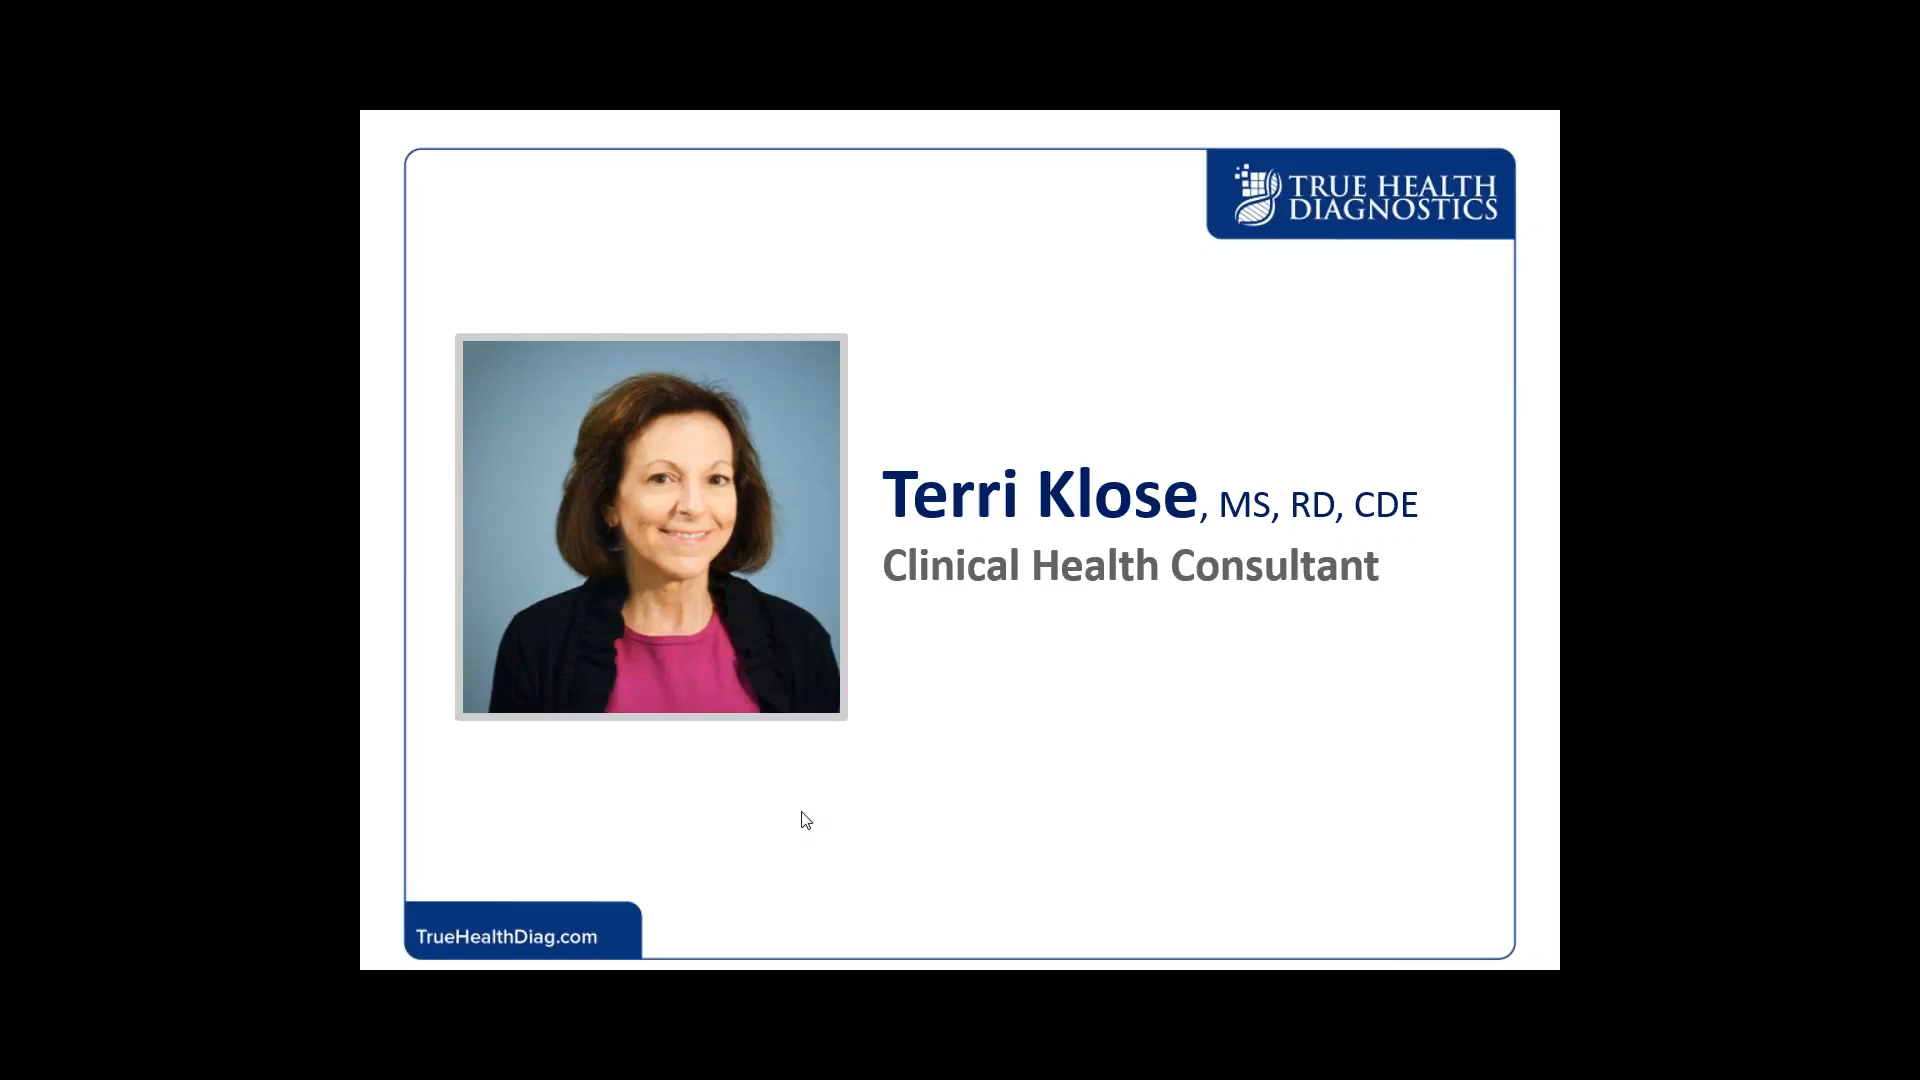 TRUE HEALTH
DIAGNOSTICS
Terri Klose, MS, RD, CDE
Clinical Health Consultant
TrueHealthDiag.com